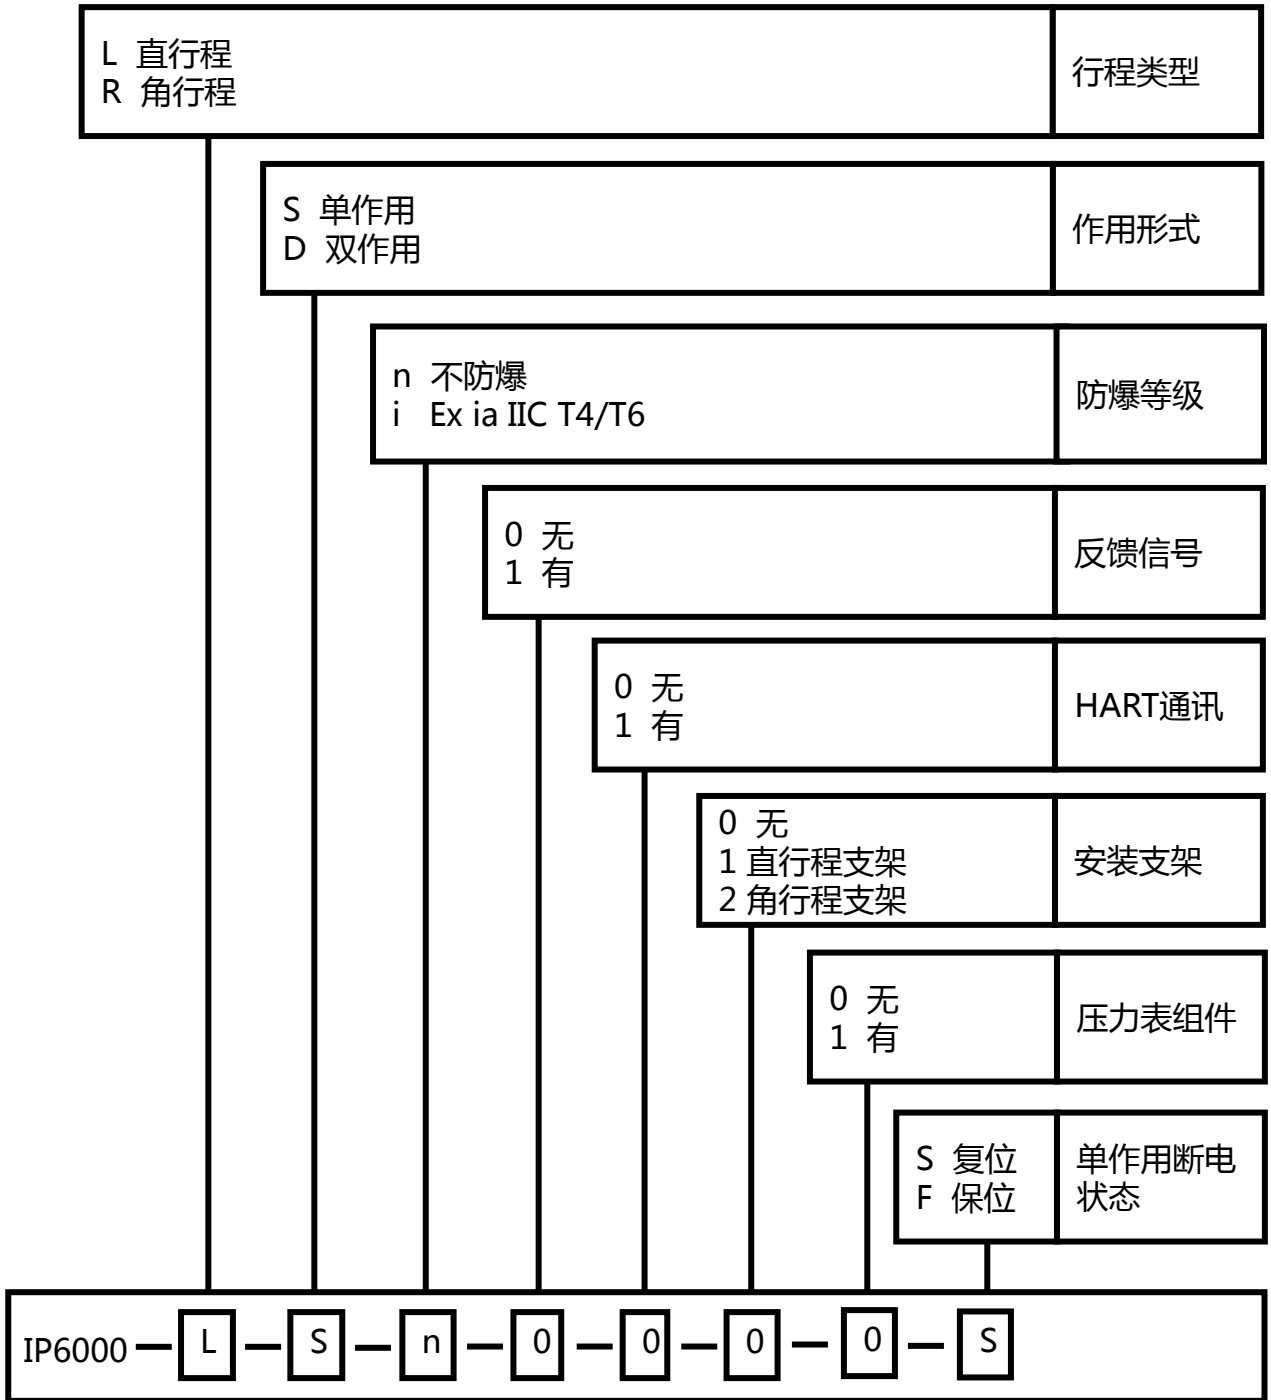 L 直行程
R 角行程
行程类型
S 单作用
D 双作用
作用形式
n 不防爆
i Ex ia IIC T4/T6
防爆等级
0 无
1 有
反馈信号
0 无
1 有
HART通讯
0 无
1 直行程支架
2 角行程支架
安装支架
0 无
1 有
压力表组件
S 复位
F 保位
单作用断电
状态
IP6000 — L — S — n — 0 — 0 — 0 — 0 — S